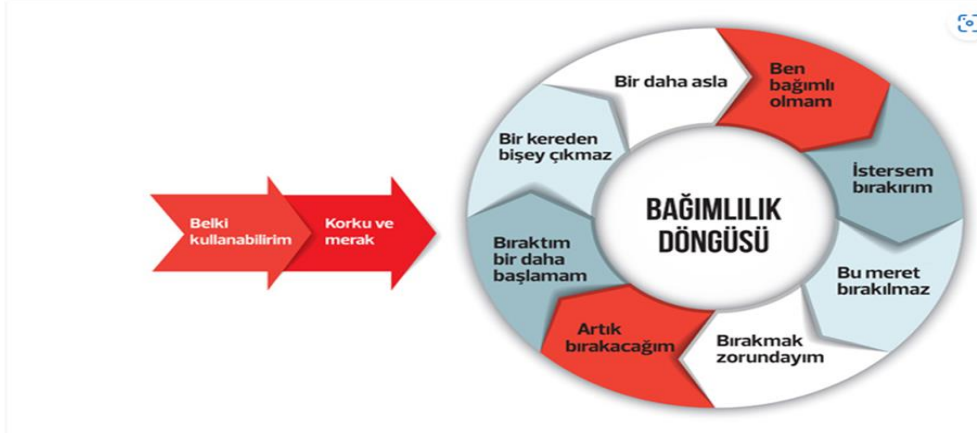 Belki
kullanabilirim
Korku ve
merak
BAĞIMLILIK
DÖNGÜSÜ
Bir kereden
bişey çıkmaz
Bir daha asla
Ben
bağımlı
olmam
İstersem
bırakırım
Bu meret
bırakılmaz
Bırakmak
zorundayım
Artık
bırakacağım
Bıraktım
bir daha
başlamam